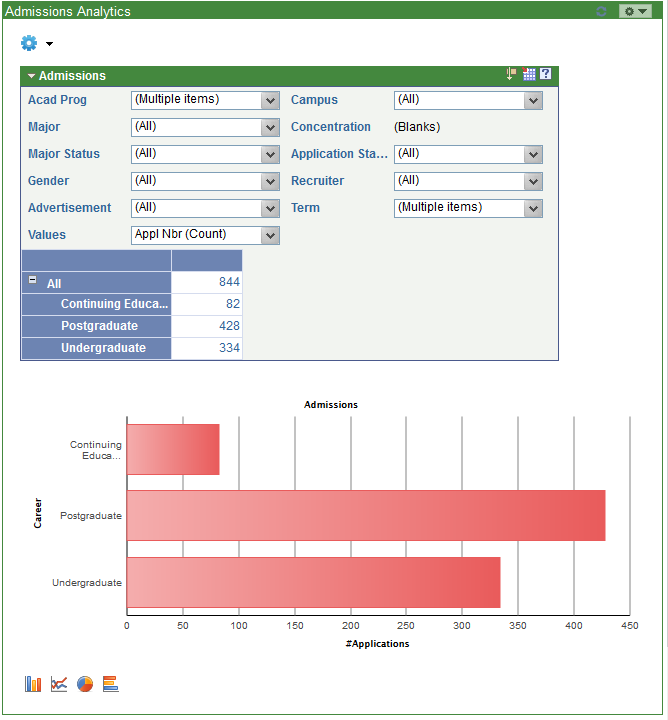 Admissions Analytics
Admissions
?
Acad Prog (Multiple items) Campus (All)
Major (All) Concentration (Blanks)
Major Status (All) Application Sta... (All)
Gender (All) Recruiter (All)
Advertisement (All) Term (Multiple items)
Values Appl Nbr (Count)
All 844
Continuing Educa... 82
Postgraduate 428
Undergraduate 334
Admissions
Continuing
Educa...
Career
Postgraduate
Undergraduate
0 50 100 150 200 250 300 350 400 450
#Applications